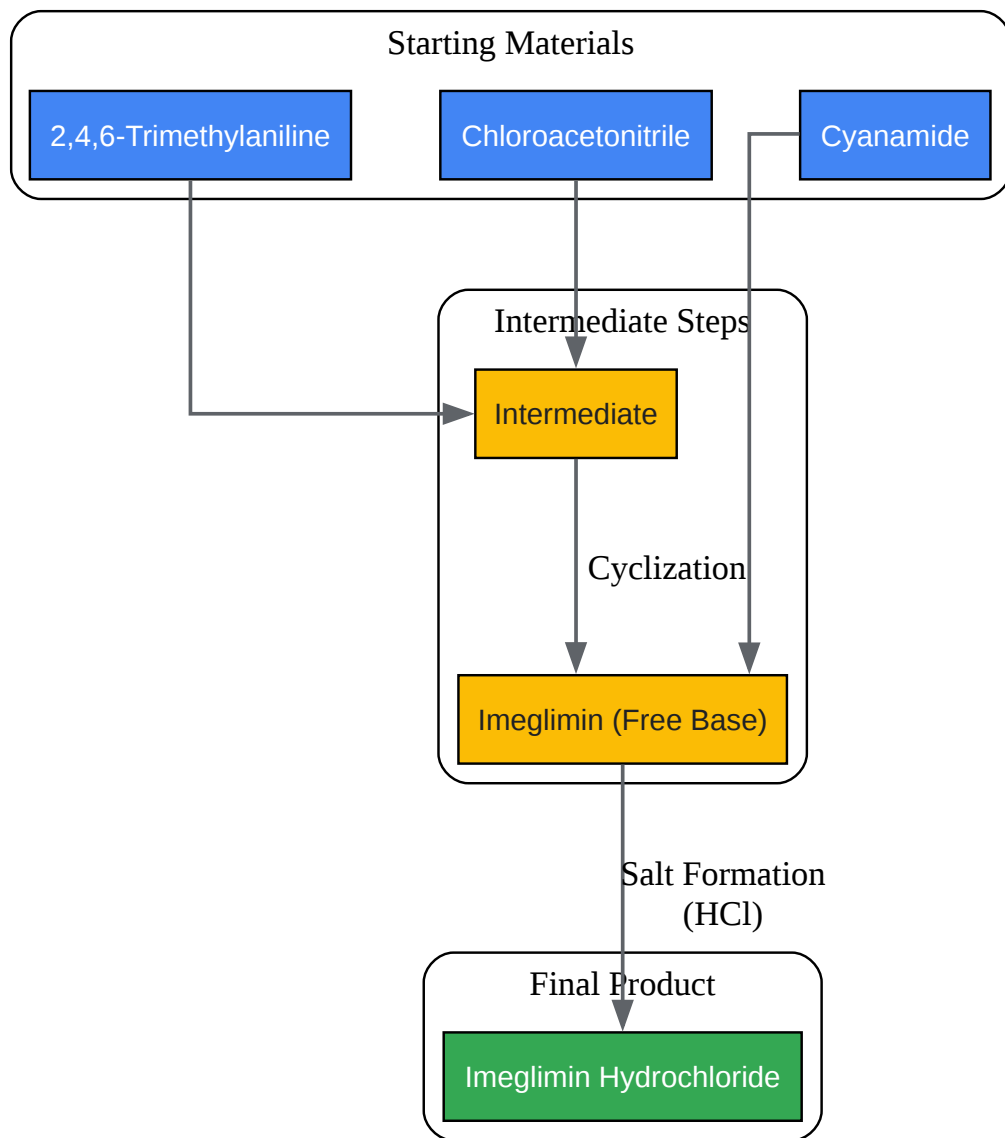 Starting Materials
2,4,6-Trimethylaniline
Chloroacetonitrile
Cyanamide
Intermediate Steps
Intermediate
Cyclization
Imeglimin (Free Base)
Salt Formation
(HCl)
Final Product
Imeglimin Hydrochloride